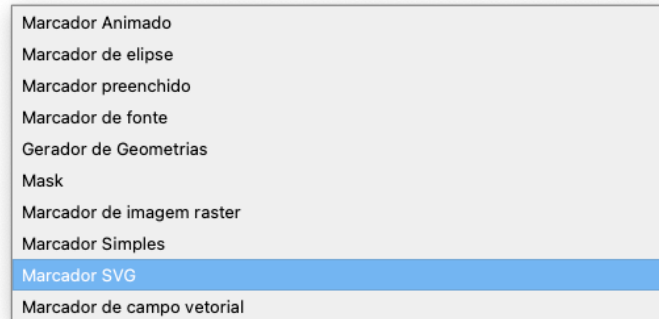 Marcador Animado
Marcador de elipse
Marcador preenchido
Marcador de fonte
Gerador de Geometrias
Mask
Marcador de imagem raster
Marcador Simples
Marcador SVG
Marcador de campo vetorial